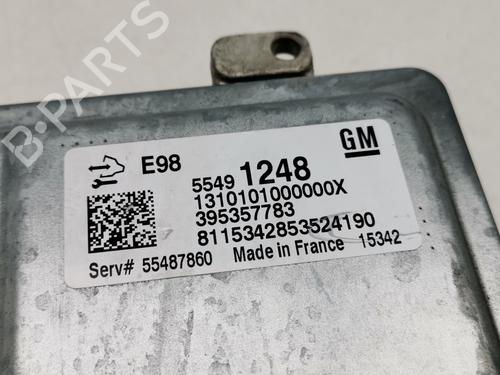 B-PARTS
GM
E98
5549 1248
1310101000000X
395357783
8115342853524190
Serv# 55487860 Made in France 15342